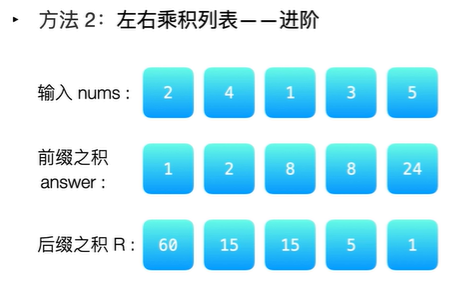 ‣ 方法 2：左右乘积列表——进阶
输入 nums : 2 4 1 3 5
前缀之积
answer : 1 2 8 8 24
后缀之积 R : 60 15 15 5 1